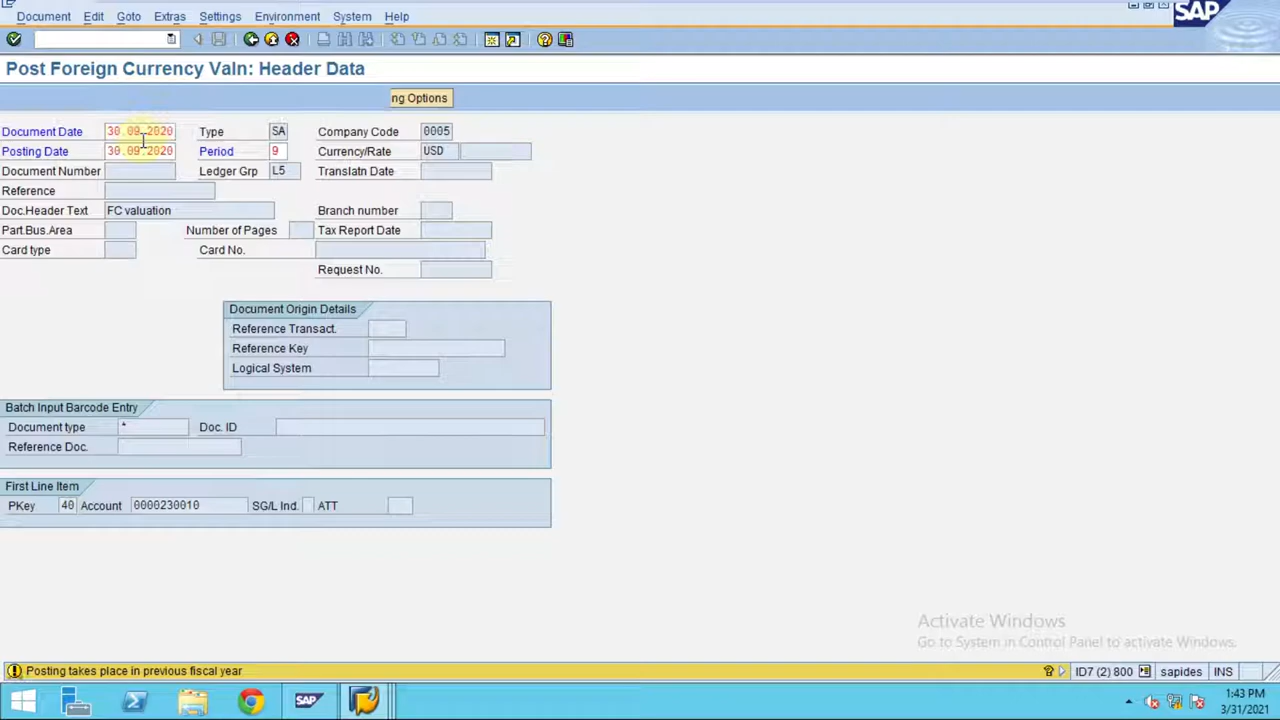 Document Edit Goto Extras Settings Environment System Help
SAP
Post Foreign Currency Valn: Header Data
ng Options
Document Date 30.09.2020 Type SA Company Code 0005
Posting Date 30.09.2020 Period 9 Currency/Rate USD
Document Number Ledger Grp L5 Translatn Date
Reference
Doc.Header Text FC valuation Branch number
Part.Bus.Area Number of Pages Tax Report Date
Card type Card No.
Request No.
Document Origin Details
Reference Transact.
Reference Key
Logical System
Batch Input Barcode Entry
Document type * Doc. ID
Reference Doc.
First Line Item
PKey 40 Account 0000230010 SG/L Ind. ATT
Activate Windows
Go to System in Control Panel to activate Windows.
Posting takes place in previous fiscal year ID7 (2) 800 sapides INS
SAP 1:43 PM
3/31/2021